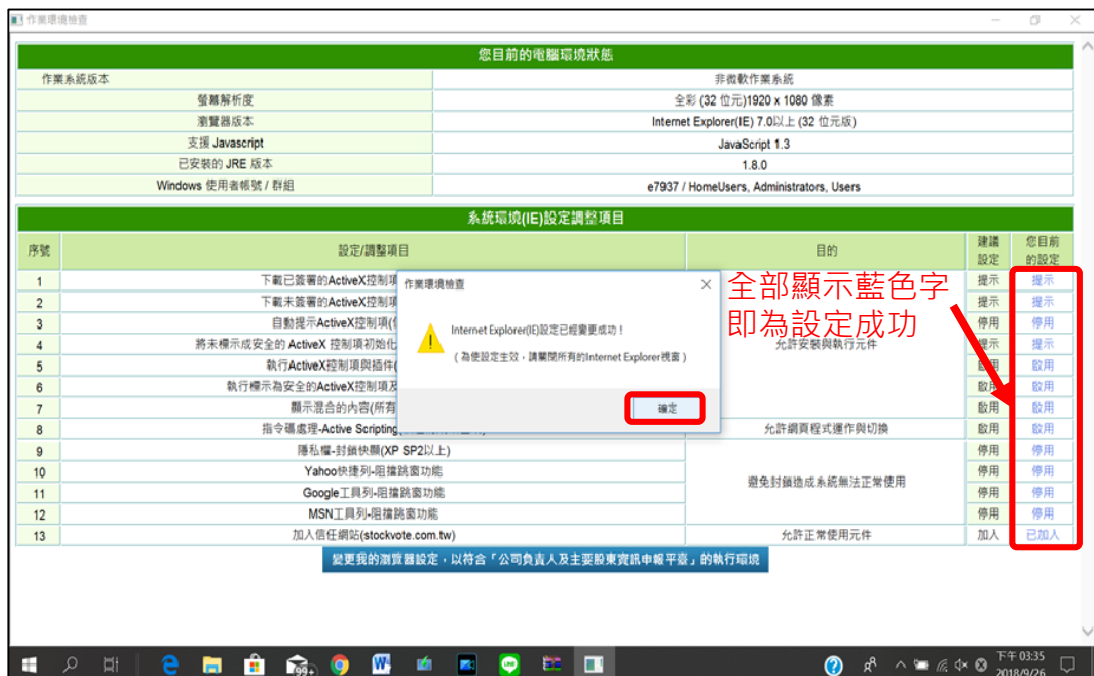 作業環境檢查
您目前的電腦環境狀態
作業系統版本 非微軟作業系統
螢幕解析度 全彩 (32 位元)1920 x 1080 像素
瀏覽器版本 Internet Explorer(IE) 7.0以上 (32 位元版)
支援 Javascript JavaScript 1.3
已安裝的 JRE 版本 1.8.0
Windows 使用者帳號 / 群組 e7937 / HomeUsers, Administrators, Users
系統環境(IE)設定調整項目
序號 設定/調整項目 目的 建議設定 您目前的設定
1 下載已簽署的ActiveX控制項 提示 提示
2 下載未簽署的ActiveX控制項 提示 提示
3 自動提示ActiveX控制項( 停用 停用
4 將未標示成安全的 ActiveX 控制項初始化 允許安裝與執行元件 提示 提示
5 執行ActiveX控制項與插件( 啟用 啟用
6 執行標示為安全的ActiveX控制項及 啟用 啟用
7 顯示混合的內容(所有 啟用 啟用
8 指令碼處理-Active Scripting( 允許網頁程式運作與切換 啟用 啟用
9 隱私權-封鎖快顯(XP SP2以上) 停用 停用
10 Yahoo快捷列-阻擋跳窗功能 停用 停用
避免封鎖造成系統無法正常使用
11 Google工具列-阻擋跳窗功能 停用 停用
12 MSN工具列-阻擋跳窗功能 停用 停用
13 加入信任網站(stockvote.com.tw) 允許正常使用元件 加入 已加入
變更我的瀏覽器設定，以符合「公司負責人及主要股東資訊申報平臺」的執行環境
作業環境檢查
Internet Explorer(IE)設定已經變更成功！
（為使設定生效，請關閉所有的Internet Explorer視窗）
確定
全部顯示藍色字
即為設定成功
99+
下午 03:35
2018/9/26